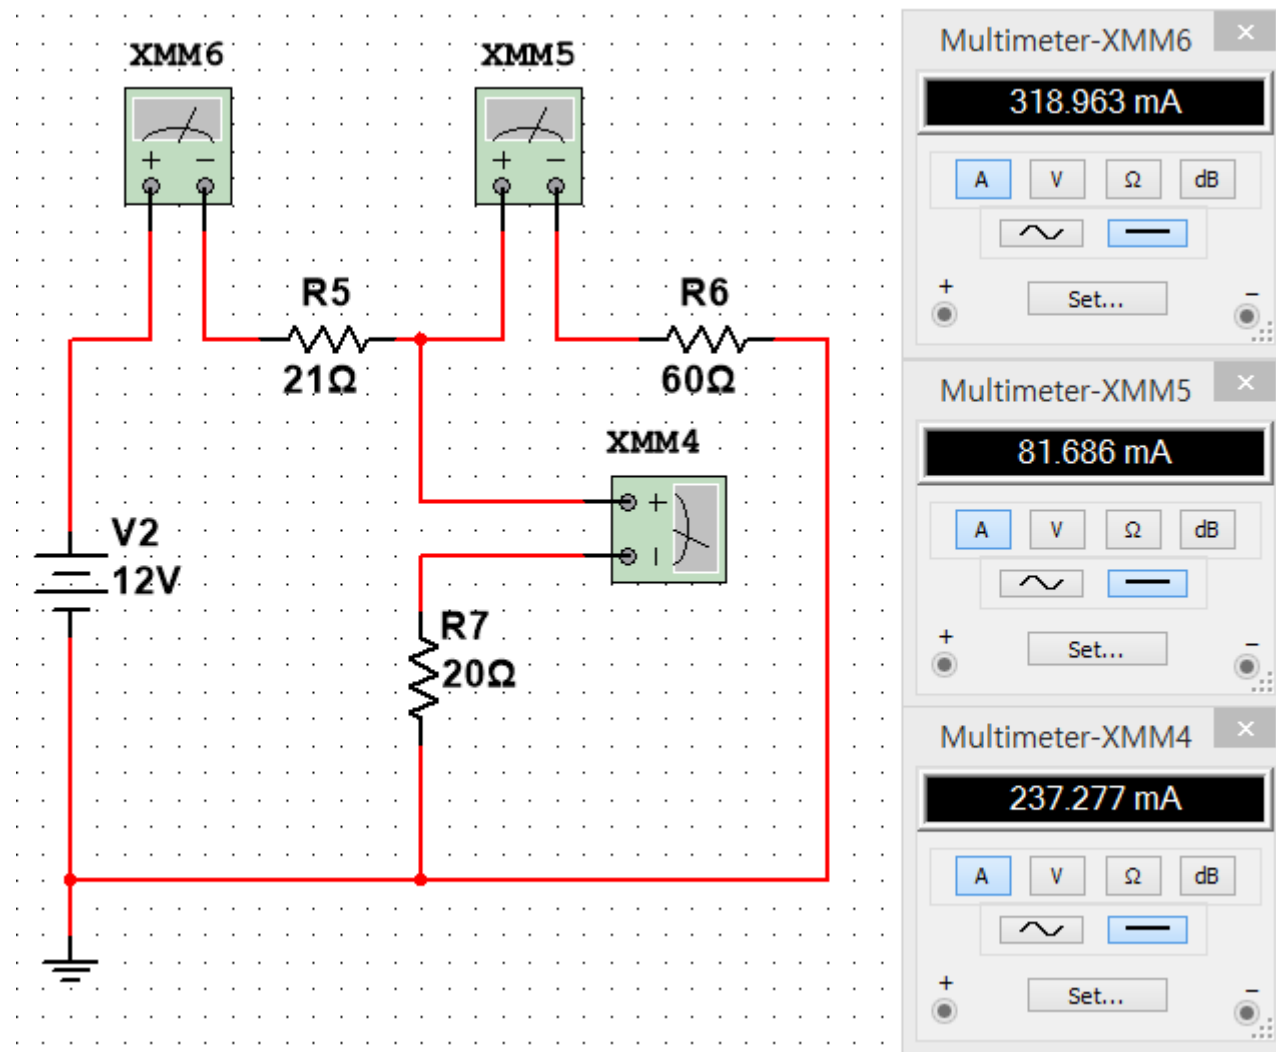 XMM6
+ −
XMM5
+ −
R5
21Ω
R6
60Ω
XMM4
+
−
V2
12V
R7
20Ω
Multimeter-XMM6 ×
318.963 mA
A V Ω dB
+ Set... −
Multimeter-XMM5 ×
81.686 mA
A V Ω dB
+ Set... −
Multimeter-XMM4 ×
237.277 mA
A V Ω dB
+ Set... −